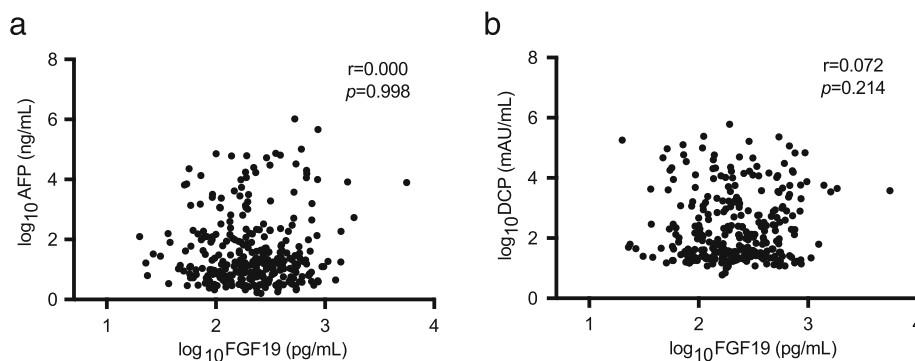 a
8
6
4
2
0
log10AFP (ng/mL)
r=0.000
p=0.998
1 2 3 4
log10FGF19 (pg/mL)
b
8
6
4
2
0
log10DCP (mAU/mL)
r=0.072
p=0.214
1 2 3 4
log10FGF19 (pg/mL)